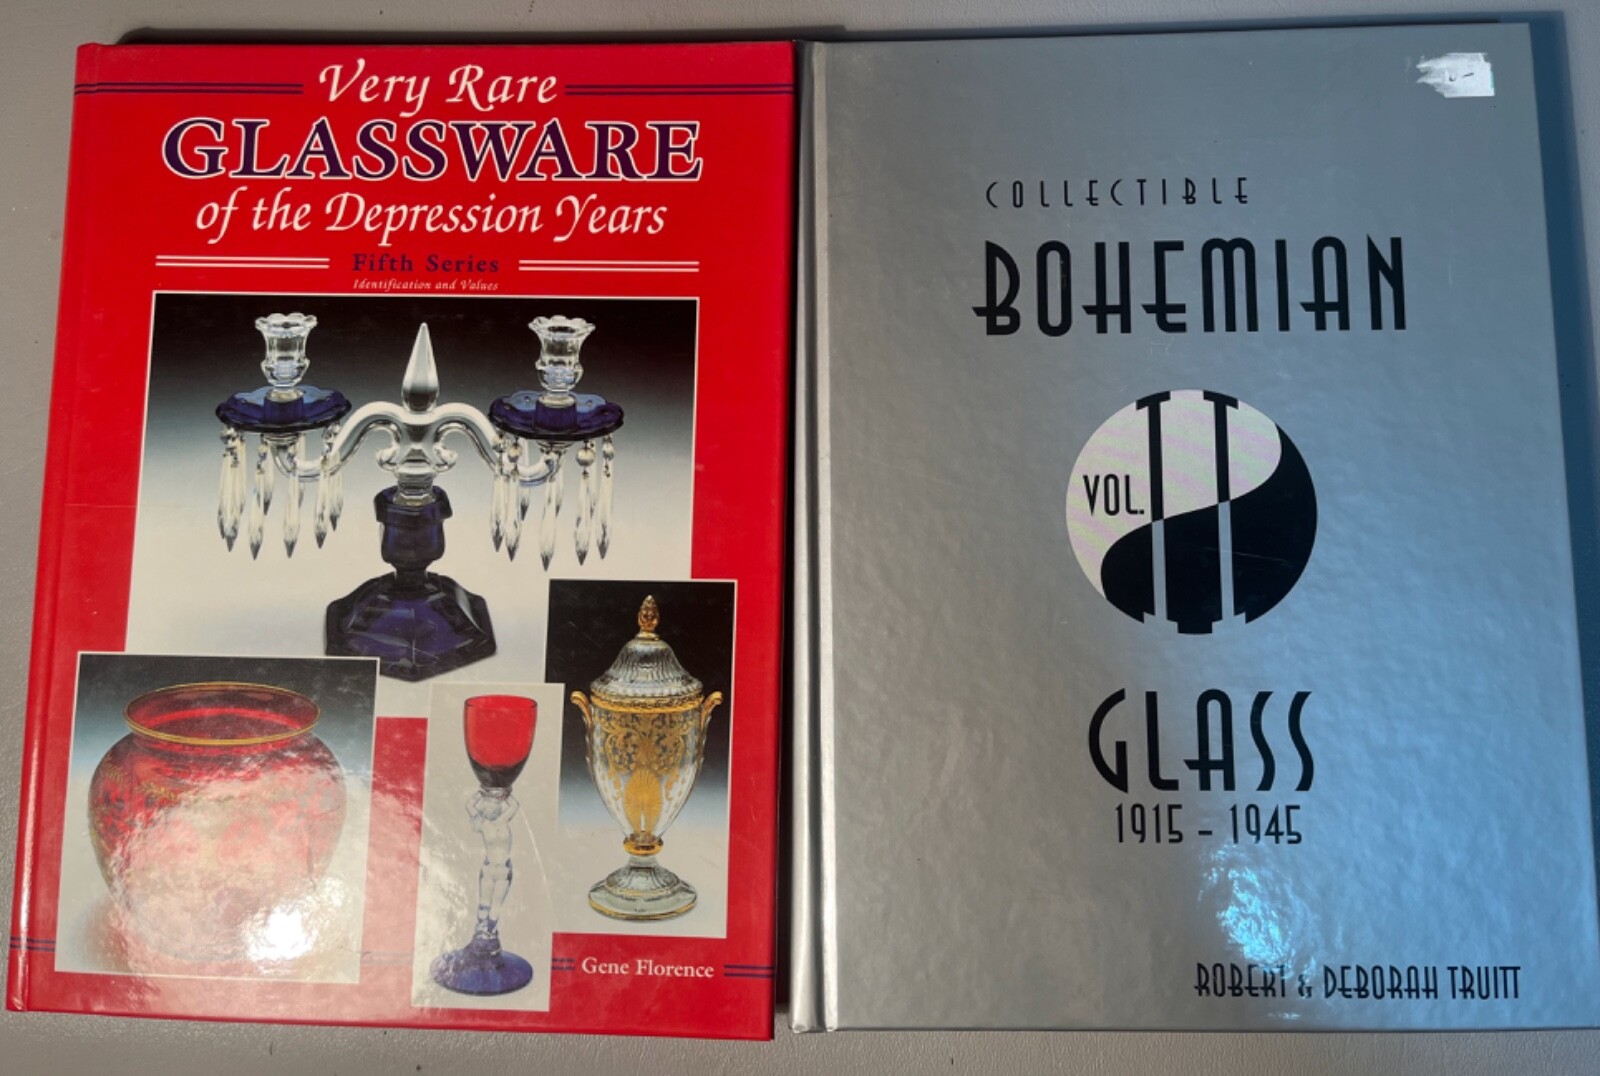 Very Rare
GLASSWARE
of the Depression Years
Fifth Series
Identification and Values
Gene Florence
COLLECTIBLE
BOHEMIAN
VOL. II
GLASS
1915 - 1945
ROBERT & DEBORAH TRUITT